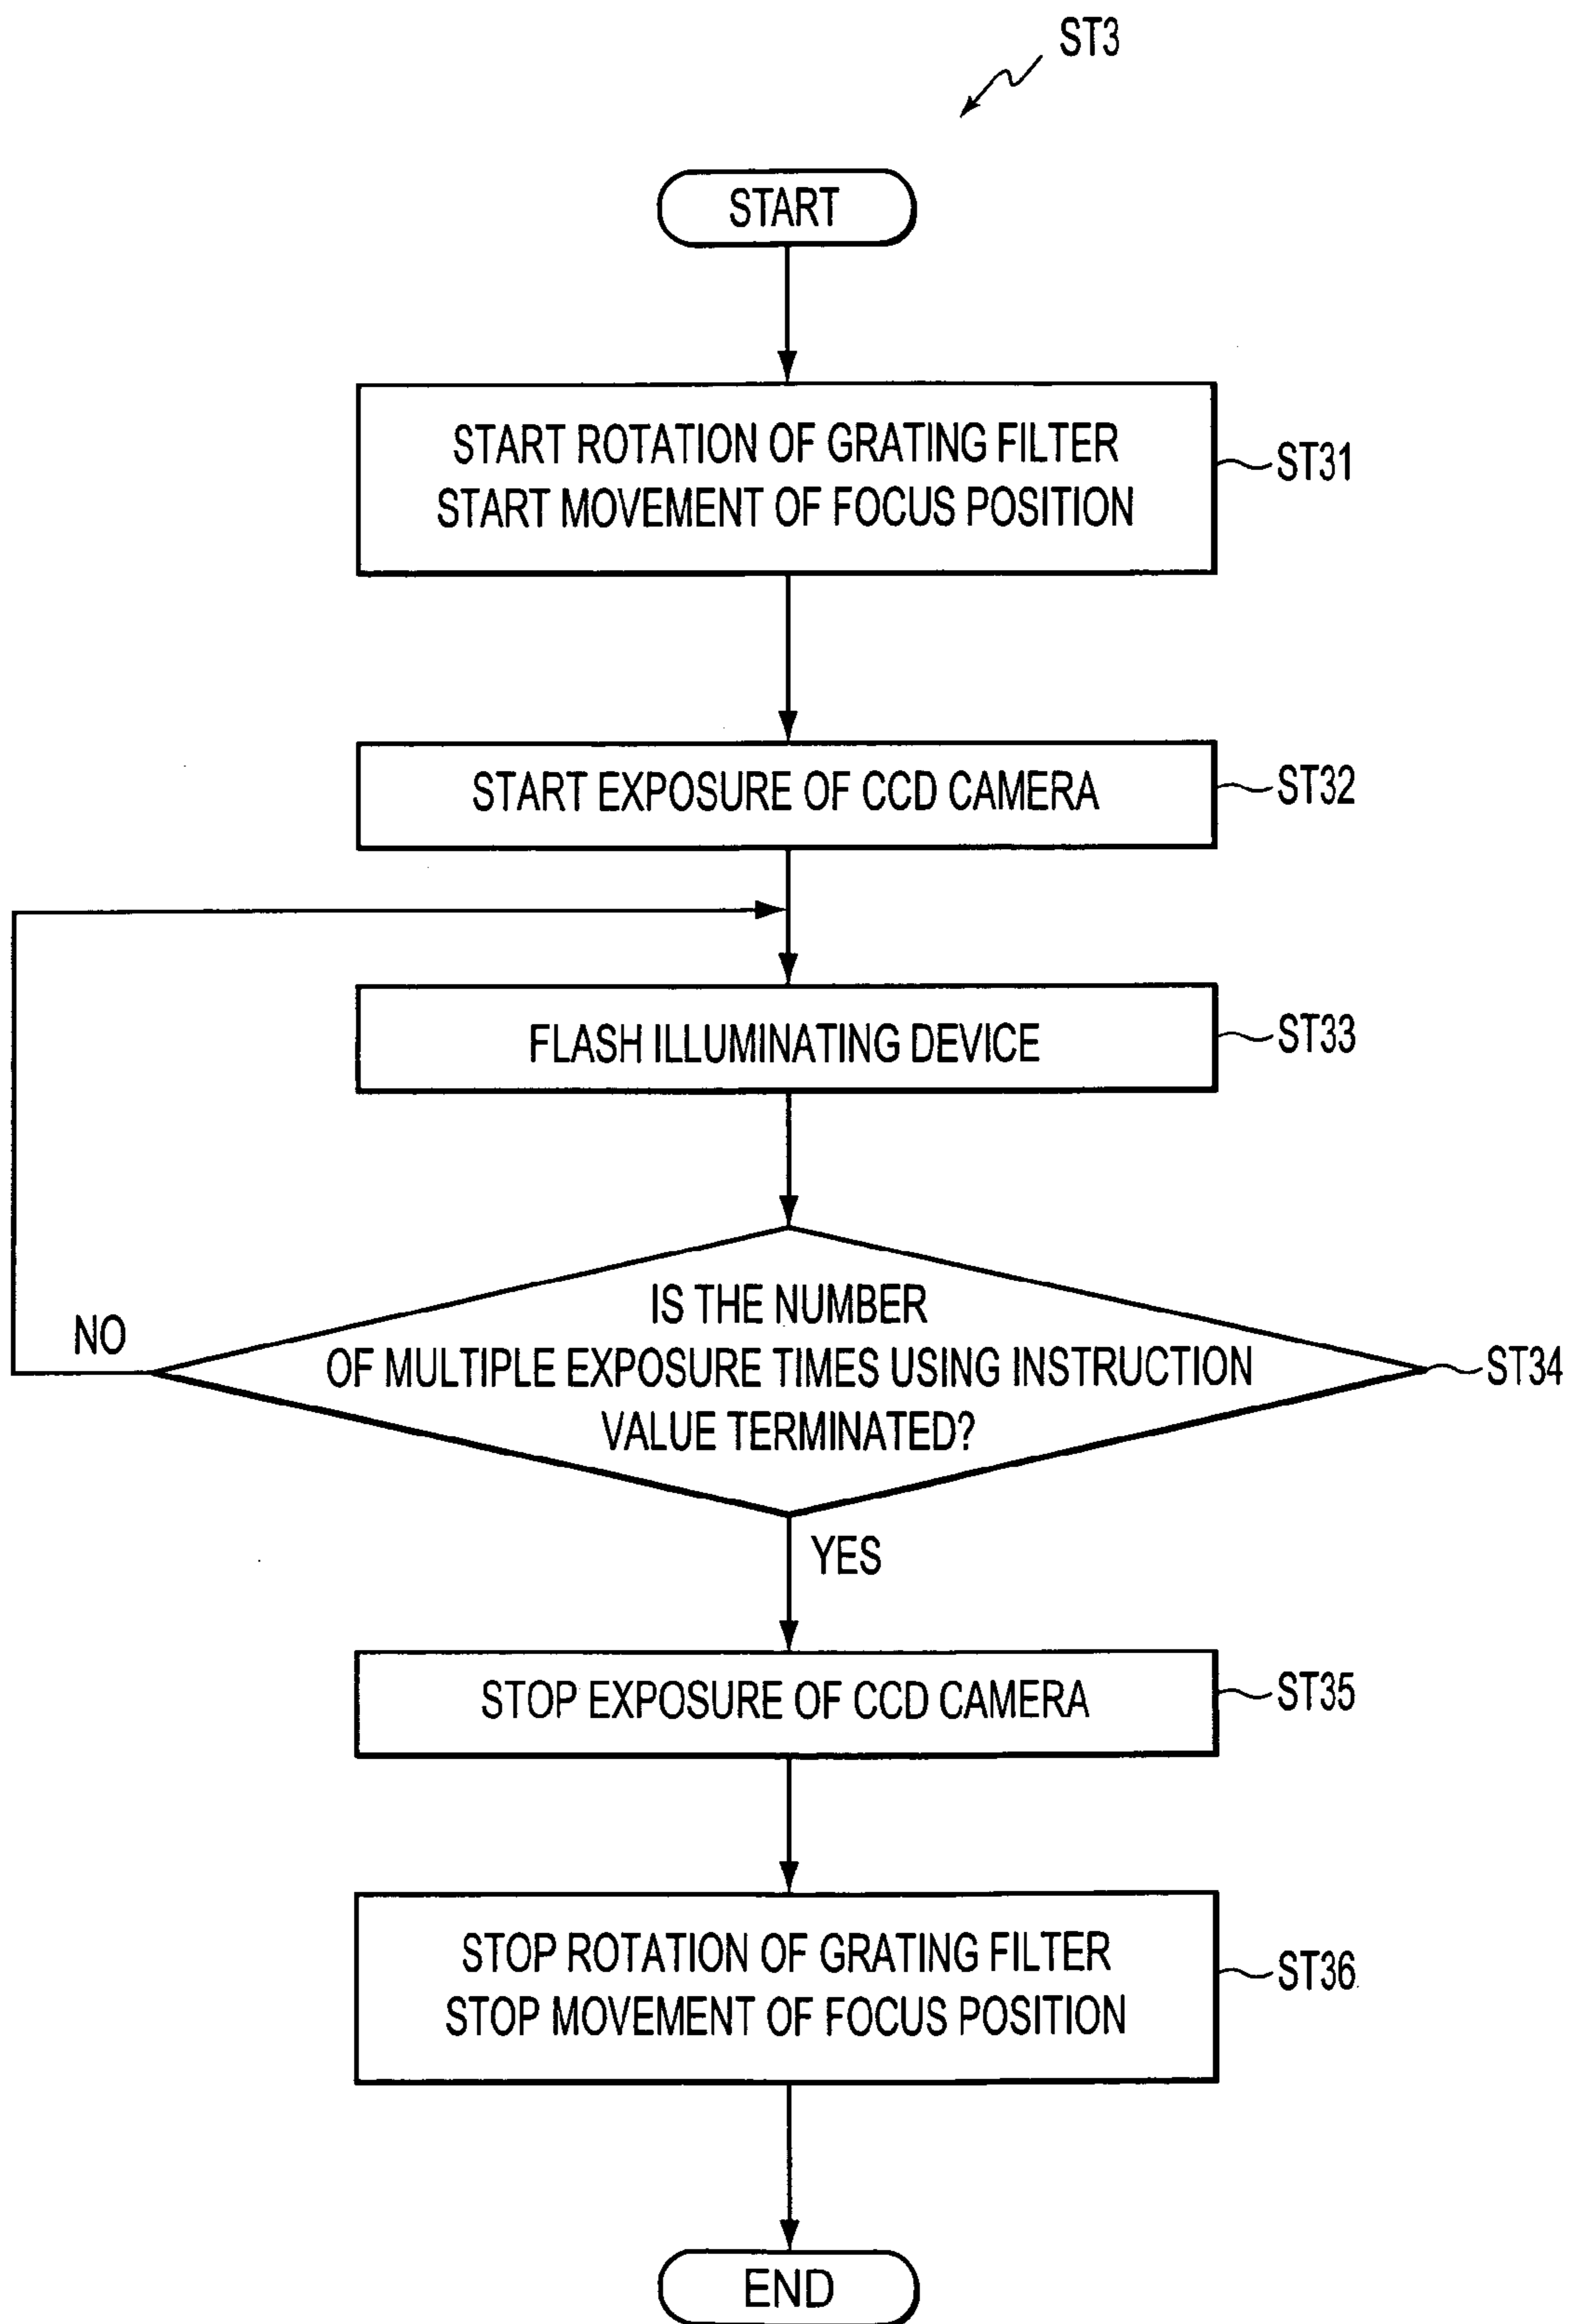 ST3
START
START ROTATION OF GRATING FILTER
START MOVEMENT OF FOCUS POSITION
ST31
START EXPOSURE OF CCD CAMERA
ST32
FLASH ILLUMINATING DEVICE
ST33
IS THE NUMBER
OF MULTIPLE EXPOSURE TIMES USING INSTRUCTION
VALUE TERMINATED?
ST34
NO
YES
STOP EXPOSURE OF CCD CAMERA
ST35
STOP ROTATION OF GRATING FILTER
STOP MOVEMENT OF FOCUS POSITION
ST36
END